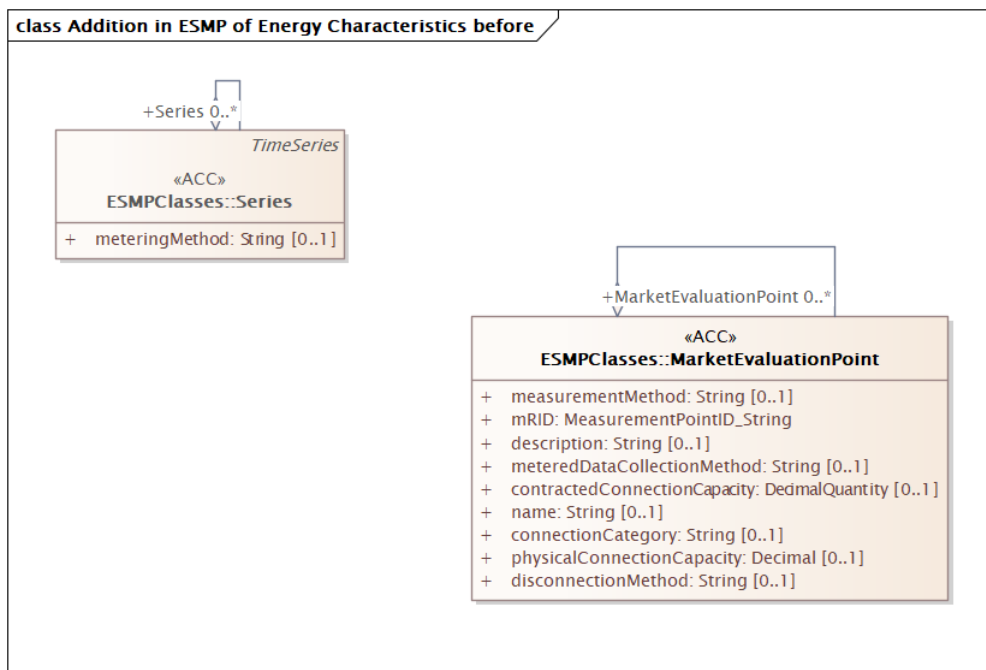 class Addition in ESMP of Energy Characteristics before
+Series 0..*
TimeSeries
«ACC»
ESMPClasses::Series
+ meteringMethod: String [0..1]
+MarketEvaluationPoint 0..*
«ACC»
ESMPClasses::MarketEvaluationPoint
+ measurementMethod: String [0..1]
+ mRID: MeasurementPointID_String
+ description: String [0..1]
+ meteredDataCollectionMethod: String [0..1]
+ contractedConnectionCapacity: DecimalQuantity [0..1]
+ name: String [0..1]
+ connectionCategory: String [0..1]
+ physicalConnectionCapacity: Decimal [0..1]
+ disconnectionMethod: String [0..1]